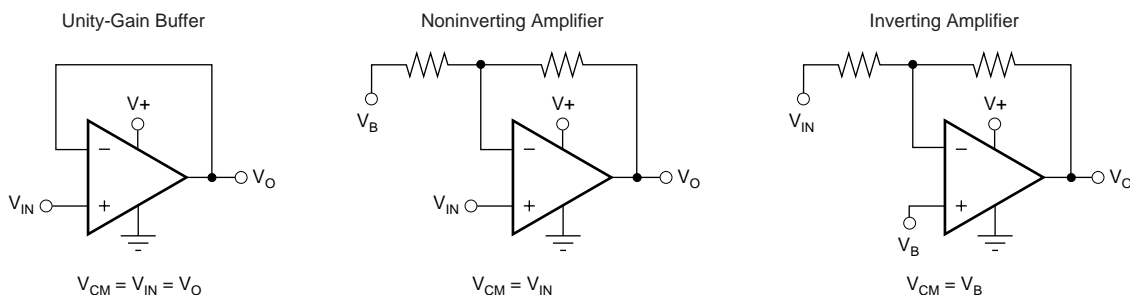 Unity-Gain Buffer
V+
−
+
V_IN
V_O
V_CM = V_IN = V_O
Noninverting Amplifier
V_B
V+
−
+
V_IN
V_O
V_CM = V_IN
Inverting Amplifier
V_IN
V+
−
+
V_B
V_O
V_CM = V_B